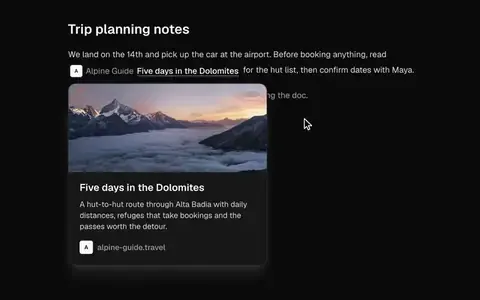 Trip planning notes
We land on the 14th and pick up the car at the airport. Before booking anything, read
A Alpine Guide Five days in the Dolomites for the hut list, then confirm dates with Maya.
the doc.
Five days in the Dolomites
A hut-to-hut route through Alta Badia with daily
distances, refuges that take bookings and the
passes worth the detour.
A alpine-guide.travel